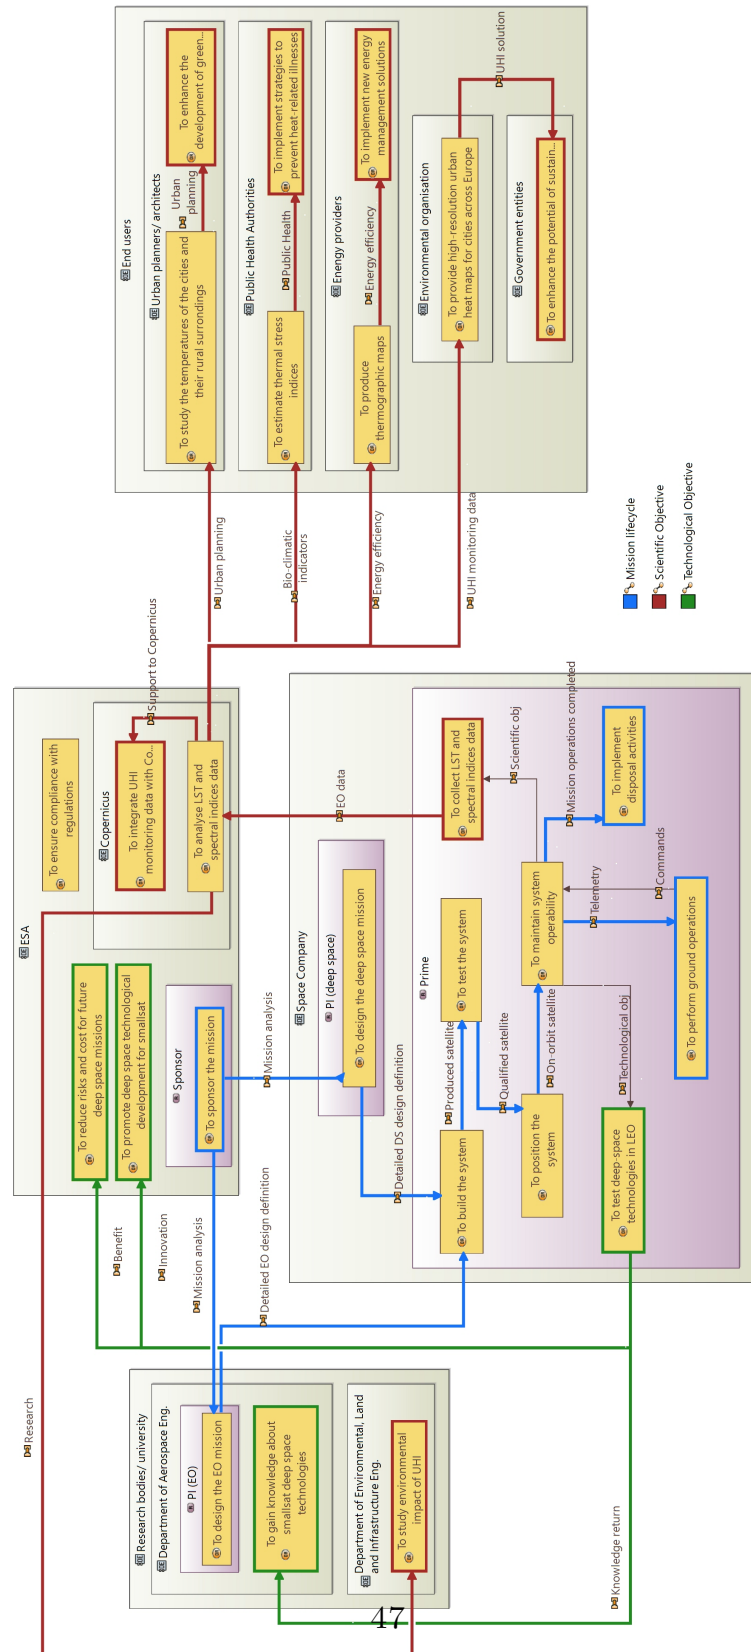 Research
Research bodies/ university
Department of Aerospace Eng.
PI (EO)
To design the EO mission
To gain knowledge about
smallsat deep space
technologies
Department of Environmental, Land
and Infrastructure Eng.
To study environmental
impact of UHI
Knowledge return
Benefit
Innovation
Mission analysis
Detailed EO design definition
ESA
To reduce risks and cost for future
deep space missions
To promote deep space technological
development for smallsat
Sponsor
To sponsor the mission
Mission analysis
To ensure compliance with
regulations
Copernicus
To integrate UHI
monitoring data with Co...
To analyse LST and
spectral indices data
Support to Copernicus
EO data
Space Company
PI (deep space)
To design the deep space mission
Detailed DS design definition
Prime
To build the system
Produced satellite
To test the system
Qualified satellite
To position the
system
On-orbit satellite
To maintain system
operability
Scientific obj
To collect LST and
spectral indices data
Mission operations completed
To implement
disposal activities
Telemetry
Commands
To perform ground operations
Technological obj
To test deep-space
technologies in LEO
Urban planning
Bio-climatic
indicators
Energy efficiency
UHI monitoring data
End users
Urban planners/ architects
To study the temperatures of the cities and
their rural surrondings
Urban
planning
To enhance the
development of green...
Public Health Authorities
To estimate thermal stress
indices
Public Health
To implement strategies to
prevent heat-related illnesses
Energy providers
To produce
thermographic maps
Energy efficiency
To implement new energy
management solutions
Environmental organisation
To provide high-resolution urban
heat maps for cities across Europe
UHI solution
Government entities
To enhance the potential of sustain...
Mission lifecycle
Scientific Objective
Technological Objective
47